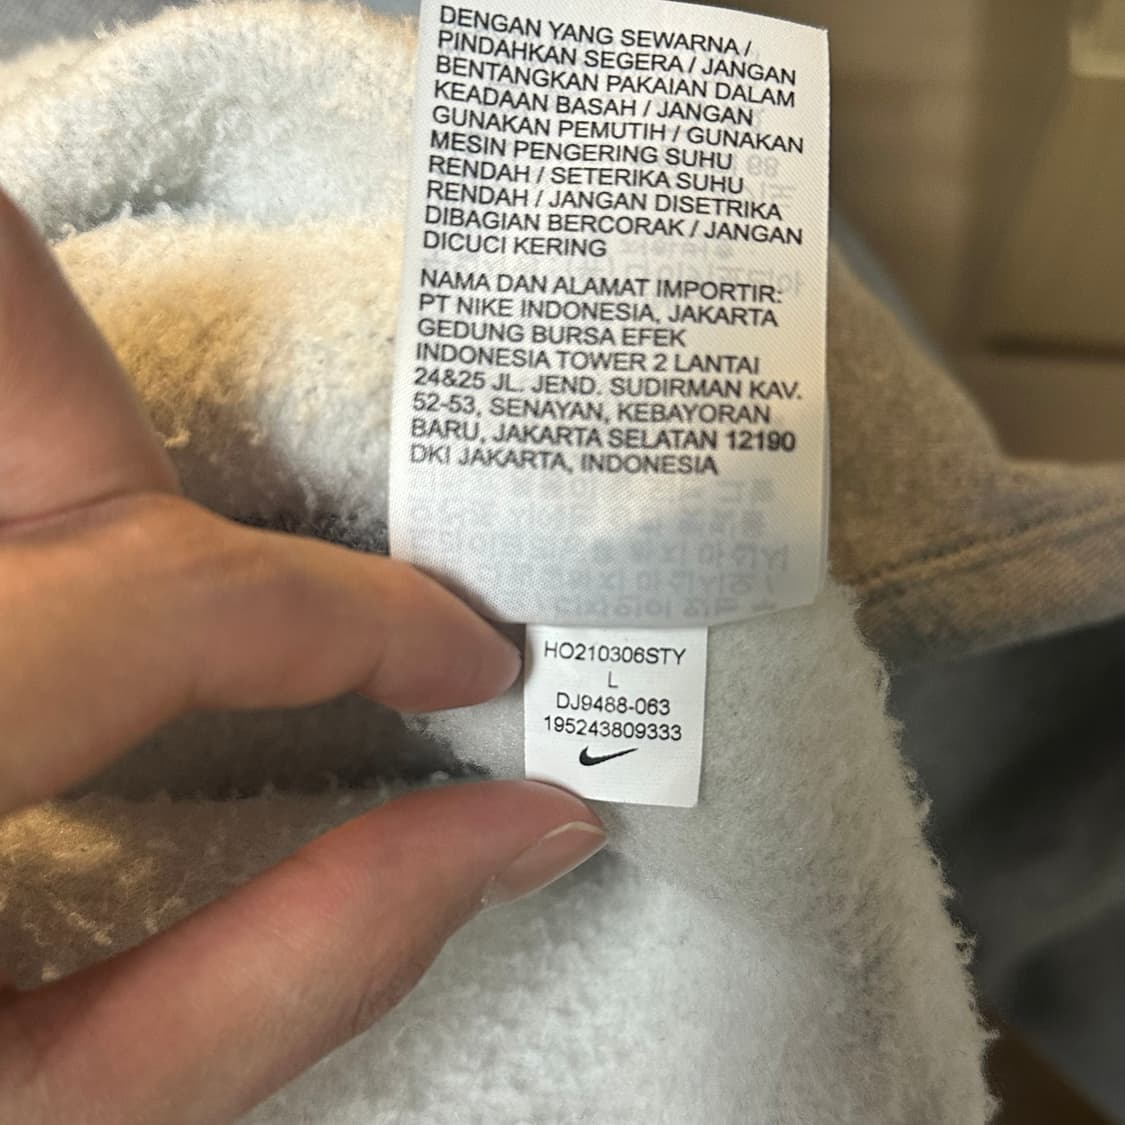 DENGAN YANG SEWARNA /
PINDAHKAN SEGERA / JANGAN
BENTANGKAN PAKAIAN DALAM
KEADAAN BASAH / JANGAN
GUNAKAN PEMUTIH / GUNAKAN
MESIN PENGERING SUHU
RENDAH / SETERIKA SUHU
RENDAH / JANGAN DISETRIKA
DIBAGIAN BERCORAK / JANGAN
DICUCI KERING
NAMA DAN ALAMAT IMPORTIR:
PT NIKE INDONESIA, JAKARTA
GEDUNG BURSA EFEK
INDONESIA TOWER 2 LANTAI
24&25 JL. JEND. SUDIRMAN KAV.
52-53, SENAYAN, KEBAYORAN
BARU, JAKARTA SELATAN 12190
DKI JAKARTA, INDONESIA
HO210306STY
L
DJ9488-063
195243809333